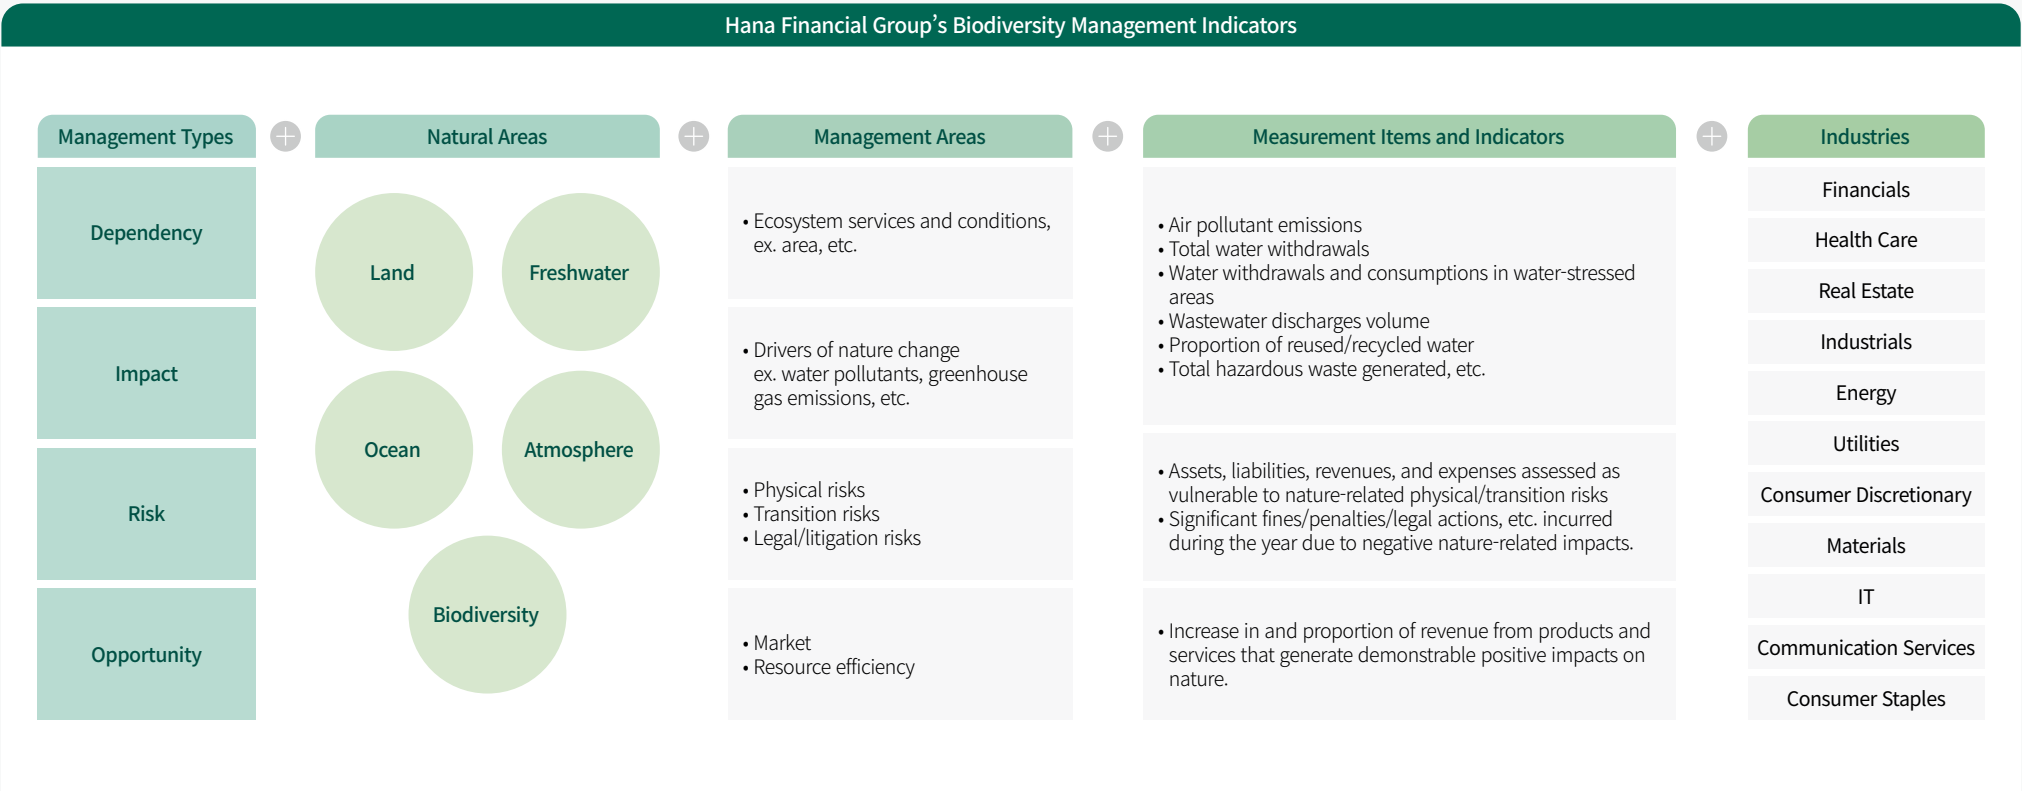 Hana Financial Group’s Biodiversity Management Indicators
Management Types
Dependency
Impact
Risk
Opportunity
Natural Areas
Land
Freshwater
Ocean
Atmosphere
Biodiversity
Management Areas
• Ecosystem services and conditions,
ex. area, etc.
• Drivers of nature change
ex. water pollutants, greenhouse
gas emissions, etc.
• Physical risks
• Transition risks
• Legal/litigation risks
• Market
• Resource efficiency
Measurement Items and Indicators
• Air pollutant emissions
• Total water withdrawals
• Water withdrawals and consumptions in water-stressed
areas
• Wastewater discharges volume
• Proportion of reused/recycled water
• Total hazardous waste generated, etc.
• Assets, liabilities, revenues, and expenses assessed as
vulnerable to nature-related physical/transition risks
• Significant fines/penalties/legal actions, etc. incurred
during the year due to negative nature-related impacts.
• Increase in and proportion of revenue from products and
services that generate demonstrable positive impacts on
nature.
Industries
Financials
Health Care
Real Estate
Industrials
Energy
Utilities
Consumer Discretionary
Materials
IT
Communication Services
Consumer Staples